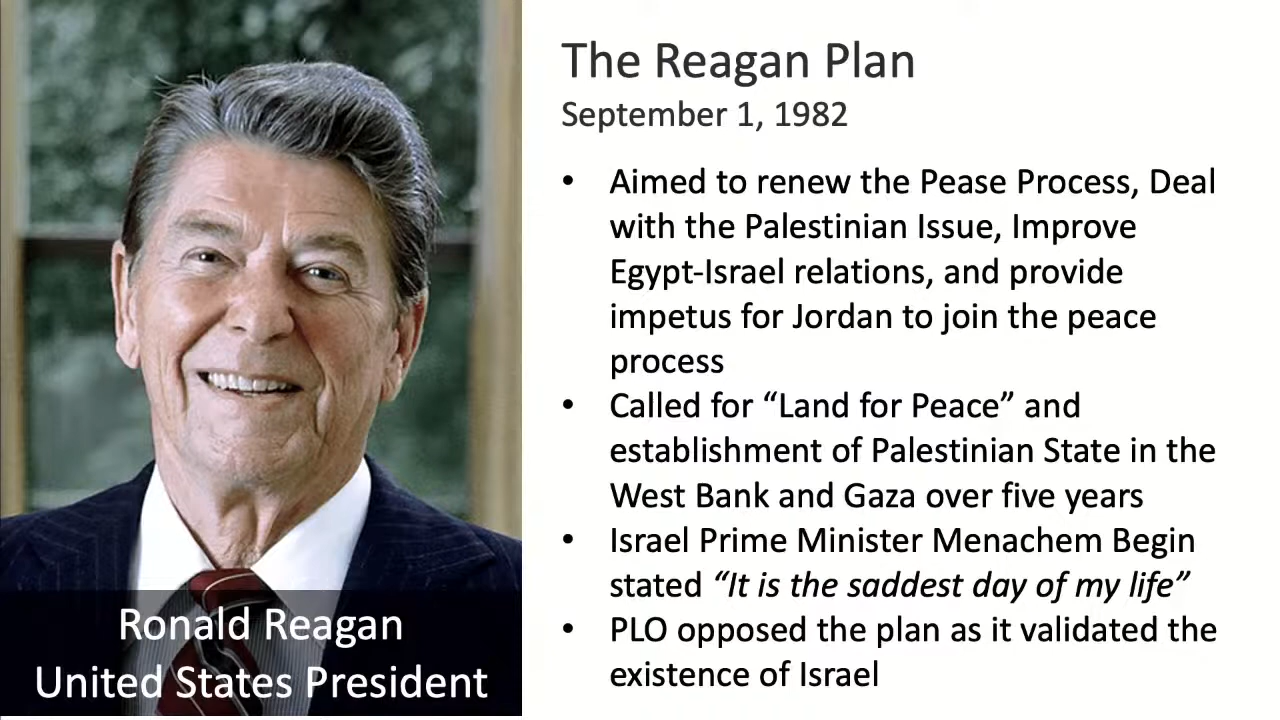 The Reagan Plan
September 1, 1982
• Aimed to renew the Pease Process, Deal
with the Palestinian Issue, Improve
Egypt-Israel relations, and provide
impetus for Jordan to join the peace
process
• Called for “Land for Peace” and
establishment of Palestinian State in the
West Bank and Gaza over five years
• Israel Prime Minister Menachem Begin
stated “It is the saddest day of my life”
• PLO opposed the plan as it validated the
existence of Israel
Ronald Reagan
United States President